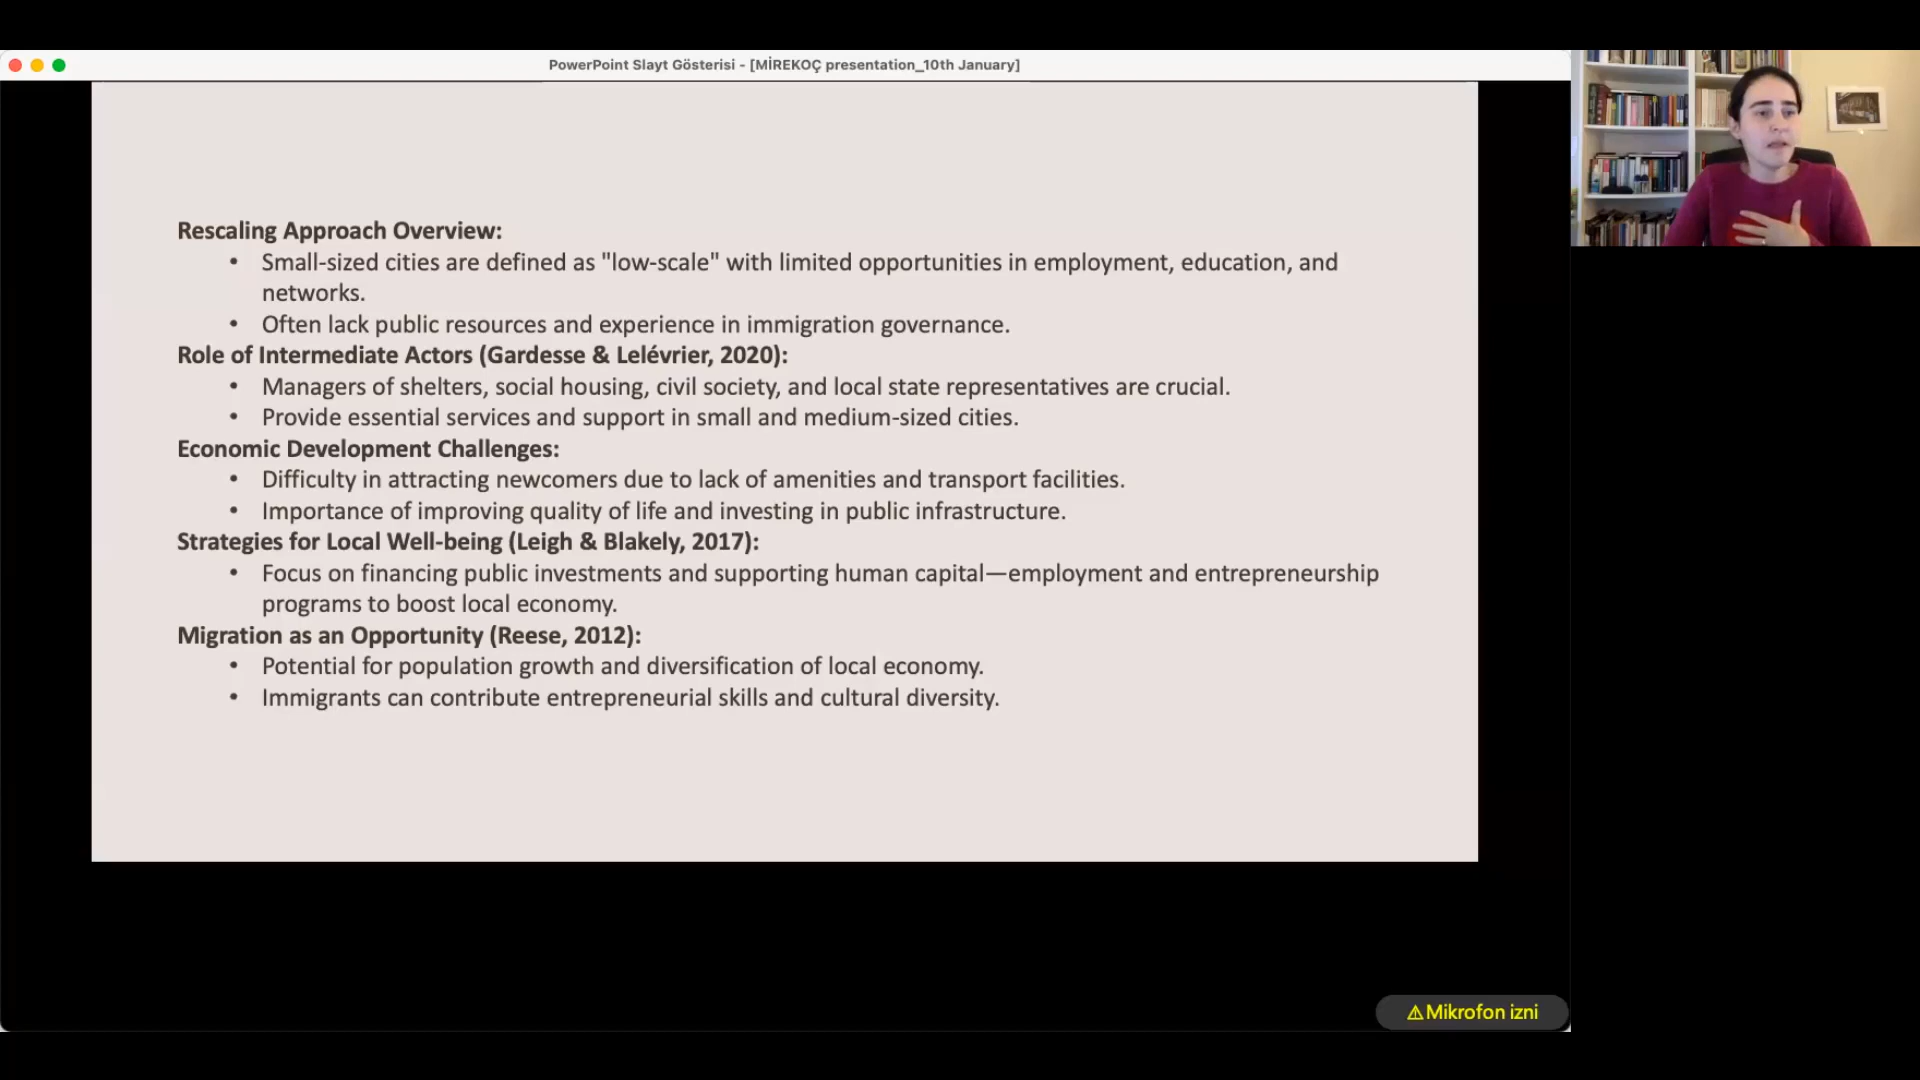 PowerPoint Slayt Gösterisi - [MİREKOÇ presentation_10th January]
Rescaling Approach Overview:
• Small-sized cities are defined as "low-scale" with limited opportunities in employment, education, and
networks.
• Often lack public resources and experience in immigration governance.
Role of Intermediate Actors (Gardesse & Lelévrier, 2020):
• Managers of shelters, social housing, civil society, and local state representatives are crucial.
• Provide essential services and support in small and medium-sized cities.
Economic Development Challenges:
• Difficulty in attracting newcomers due to lack of amenities and transport facilities.
• Importance of improving quality of life and investing in public infrastructure.
Strategies for Local Well-being (Leigh & Blakely, 2017):
• Focus on financing public investments and supporting human capital—employment and entrepreneurship
programs to boost local economy.
Migration as an Opportunity (Reese, 2012):
• Potential for population growth and diversification of local economy.
• Immigrants can contribute entrepreneurial skills and cultural diversity.
⚠Mikrofon izni